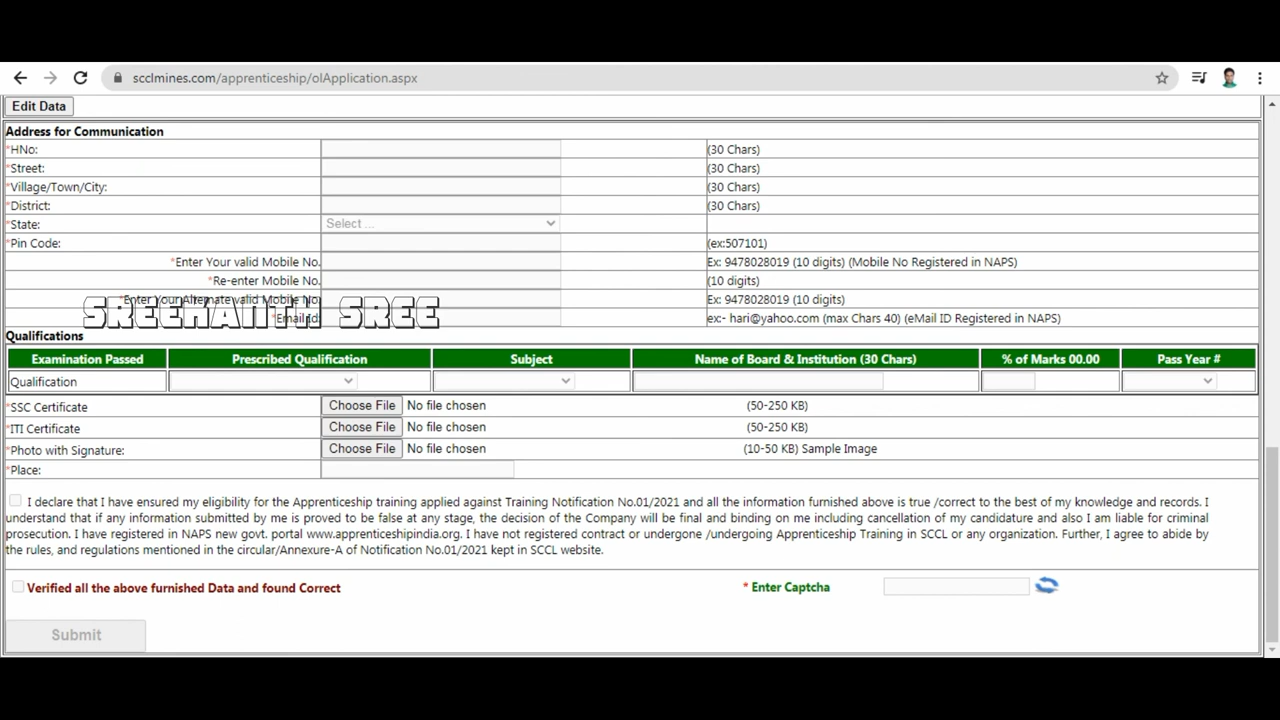 scclmines.com/apprenticeship/olApplication.aspx
Edit Data
Address for Communication
*HNo: (30 Chars)
*Street: (30 Chars)
*Village/Town/City: (30 Chars)
*District: (30 Chars)
*State: Select ...
*Pin Code: (ex:507101)
*Enter Your valid Mobile No. Ex: 9478028019 (10 digits) (Mobile No Registered in NAPS)
*Re-enter Mobile No. (10 digits)
*Enter Your Alternate valid Mobile No. Ex: 9478028019 (10 digits)
SREEKANTH SREE
*Email Id: ex:- hari@yahoo.com (max Chars 40) (eMail ID Registered in NAPS)
Qualifications
Examination Passed Prescribed Qualification Subject Name of Board & Institution (30 Chars) % of Marks 00.00 Pass Year #
Qualification
*SSC Certificate Choose File No file chosen (50-250 KB)
*ITI Certificate Choose File No file chosen (50-250 KB)
*Photo with Signature: Choose File No file chosen (10-50 KB) Sample Image
*Place:
I declare that I have ensured my eligibility for the Apprenticeship training applied against Training Notification No.01/2021 and all the information furnished above is true /correct to the best of my knowledge and records. I
understand that if any information submitted by me is proved to be false at any stage, the decision of the Company will be final and binding on me including cancellation of my candidature and also I am liable for criminal
prosecution. I have registered in NAPS new govt. portal www.apprenticeshipindia.org. I have not registered contract or undergone /undergoing Apprenticeship Training in SCCL or any organization. Further, I agree to abide by
the rules, and regulations mentioned in the circular/Annexure-A of Notification No.01/2021 kept in SCCL website.
Verified all the above furnished Data and found Correct * Enter Captcha
Submit